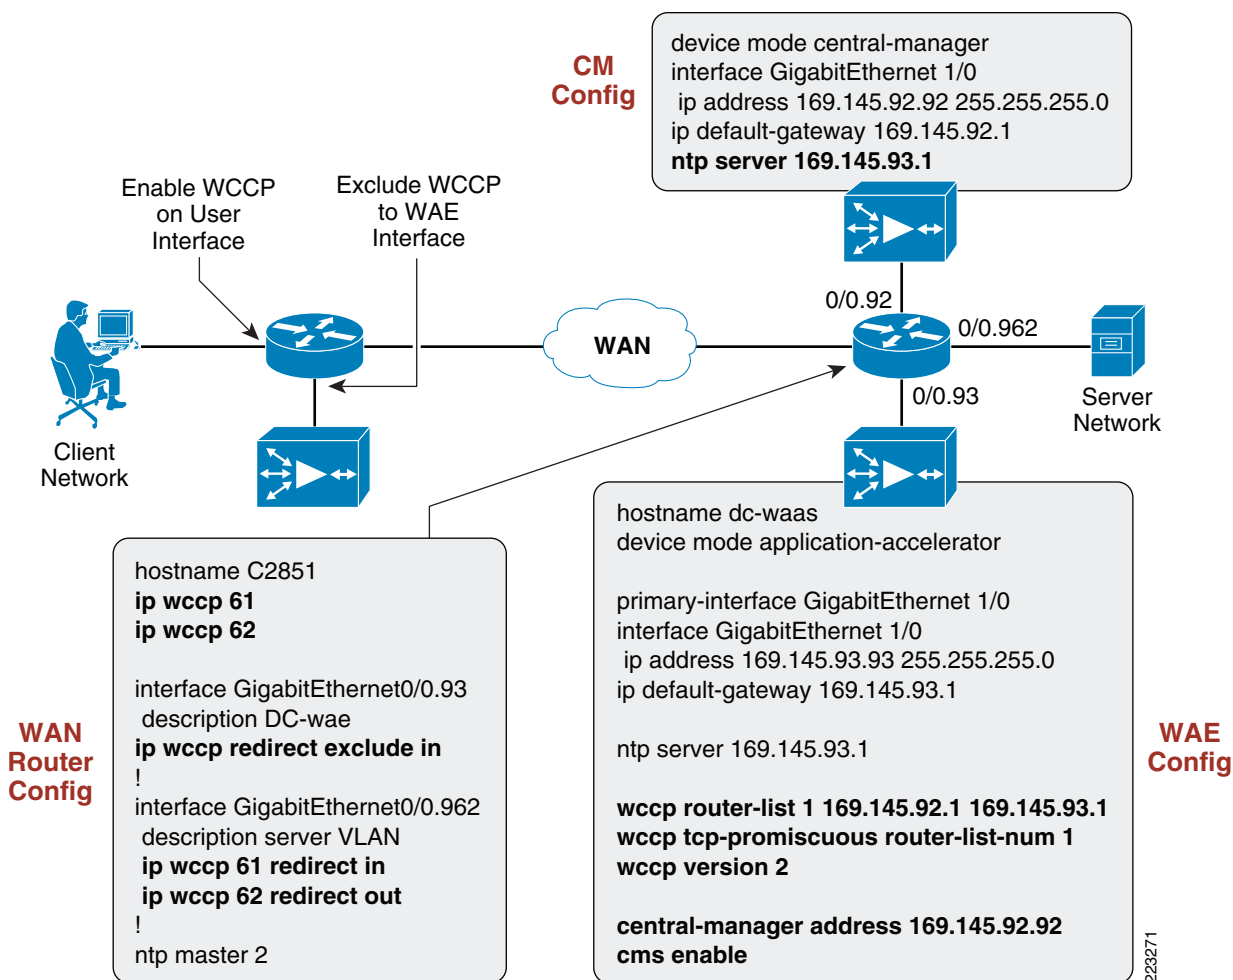 CM
Config
device mode central-manager
interface GigabitEthernet 1/0
ip address 169.145.92.92 255.255.255.0
ip default-gateway 169.145.92.1
ntp server 169.145.93.1
Enable WCCP
on User
Interface
Exclude WCCP
to WAE
Interface
0/0.92
0/0.962
WAN
0/0.93
Client
Network
Server
Network
WAN
Router
Config
hostname C2851
ip wccp 61
ip wccp 62
interface GigabitEthernet0/0.93
description DC-wae
ip wccp redirect exclude in
!
interface GigabitEthernet0/0.962
description server VLAN
ip wccp 61 redirect in
ip wccp 62 redirect out
!
ntp master 2
hostname dc-waas
device mode application-accelerator
primary-interface GigabitEthernet 1/0
interface GigabitEthernet 1/0
ip address 169.145.93.93 255.255.255.0
ip default-gateway 169.145.93.1
ntp server 169.145.93.1
wccp router-list 1 169.145.92.1 169.145.93.1
wccp tcp-promiscuous router-list-num 1
wccp version 2
central-manager address 169.145.92.92
cms enable
WAE
Config
223271